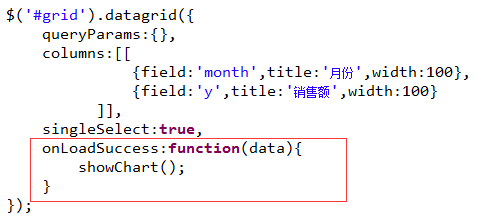 $('#grid').datagrid({
    queryParams:{},
    columns:[[
              {field:'month',title:'月份',width:100},
              {field:'y',title:'销售额',width:100}
          ]],
    singleSelect:true,
    onLoadSuccess:function(data){
        showChart();
    }
});